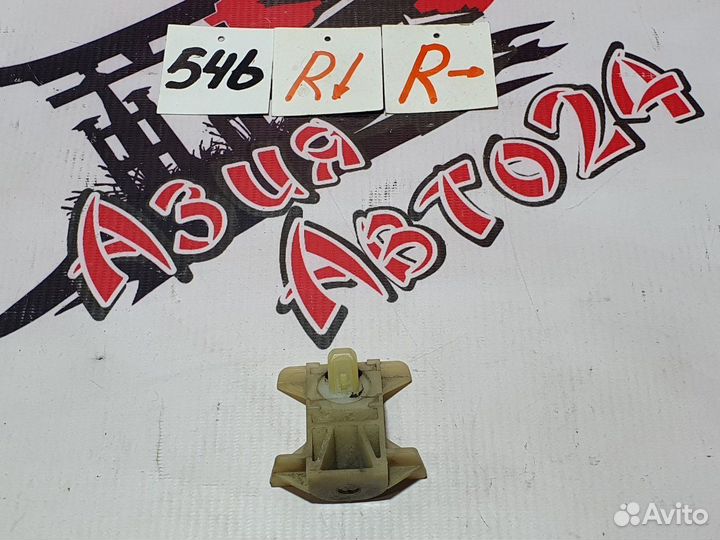 546 R↓ R→
Азия
Авто24
Avito